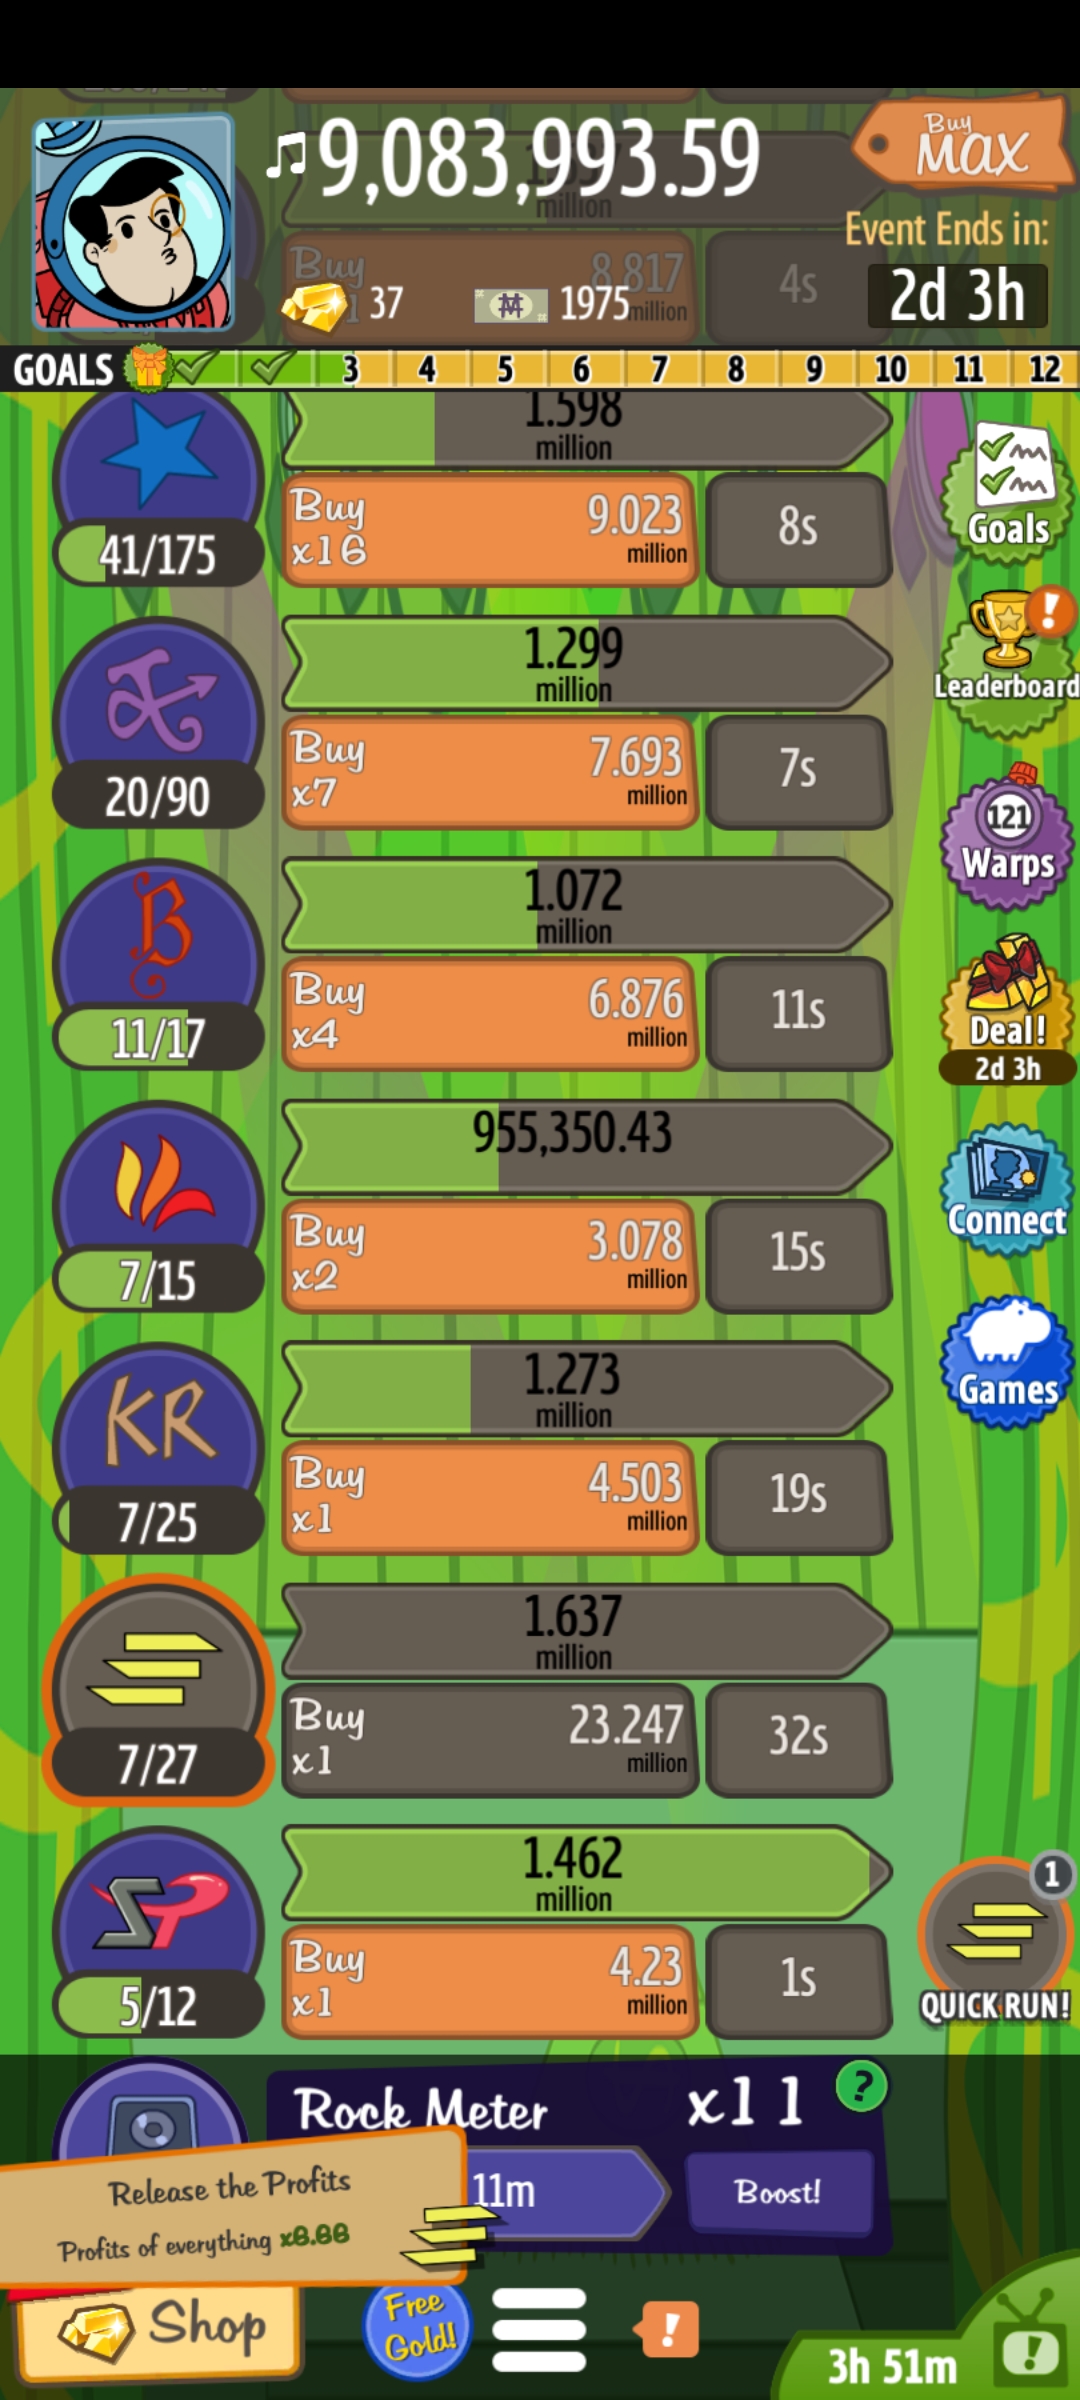 ♫9,083,993.59
Buy
MAX
Event Ends in:
2d 3h
million
Buy
8.817
million
4s
37
1975
GOALS 3 4 5 6 7 8 9 10 11 12
1.598
million
41/175
Buy
x16
9.023
million
8s
Goals
1.299
million
20/90
Buy
x7
7.693
million
7s
!
Leaderboard
1.072
million
11/17
Buy
x4
6.876
million
11s
121
Warps
955,350.43
7/15
Buy
x2
3.078
million
15s
Deal!
2d 3h
1.273
million
KR
7/25
Buy
x1
4.503
million
19s
Connect
Games
1.637
million
7/27
Buy
x1
23.247
million
32s
1.462
million
SP
5/12
Buy
x1
4.23
million
1s
1
QUICK RUN!
Rock Meter
x11
?
11m
Boost!
Release the Profits
Profits of everything
Shop
Free
Gold!
!
3h 51m
!